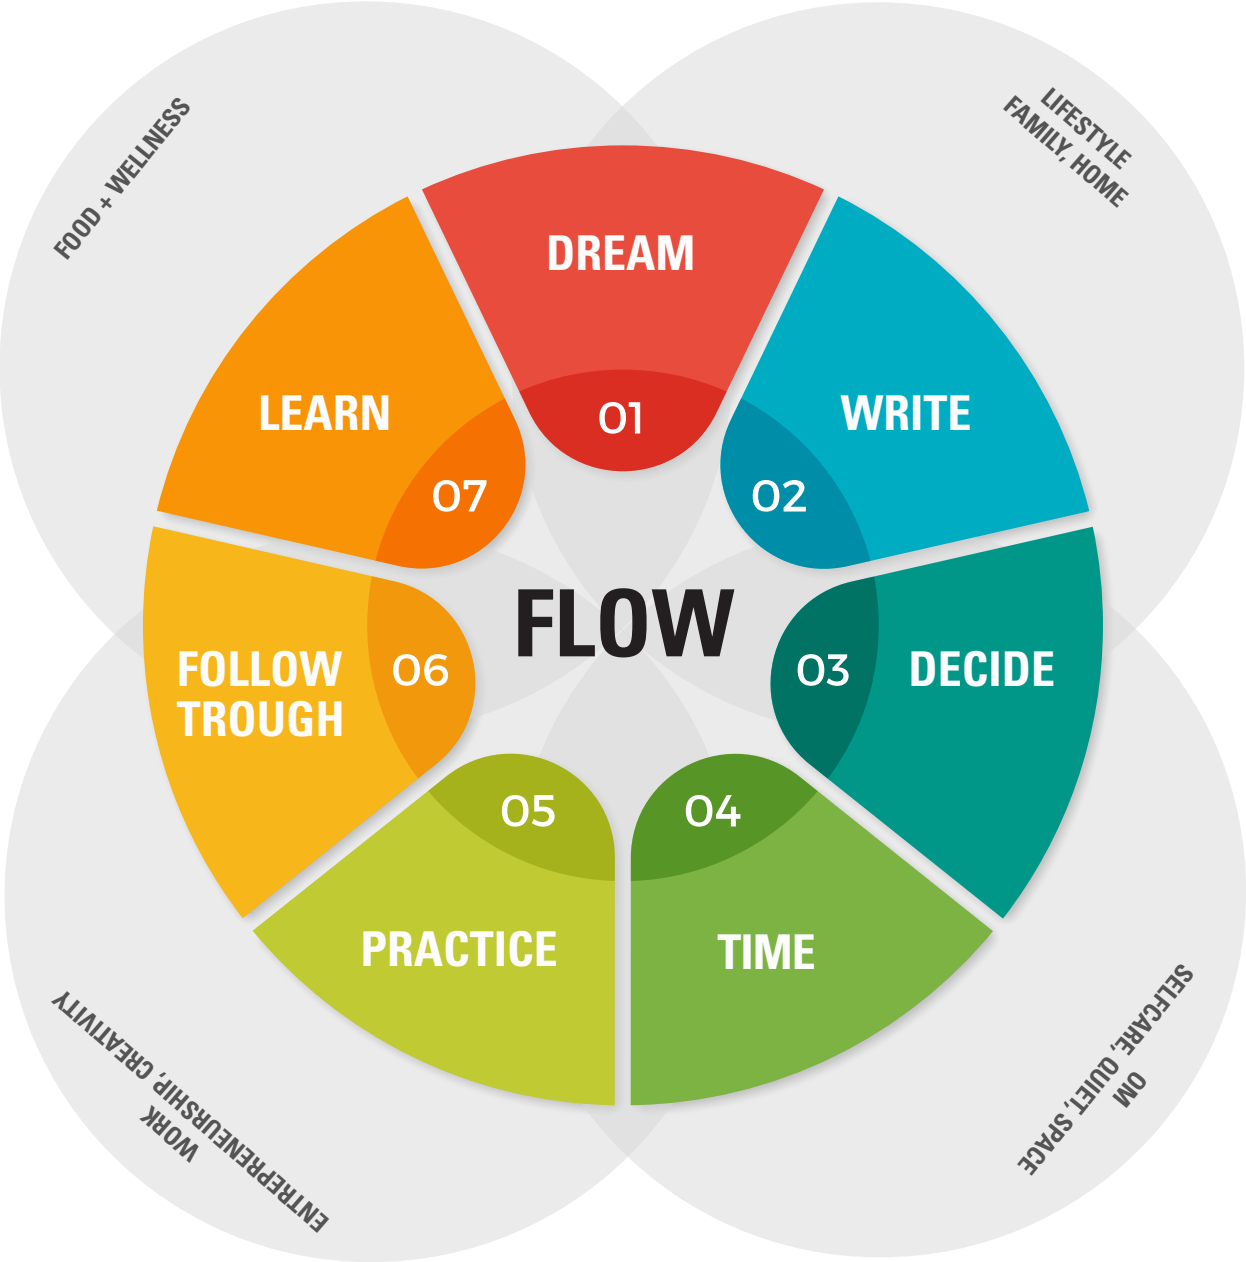 FOOD + WELLNESS
LIFESTYLE
FAMILY, HOME
DREAM
01
WRITE
02
DECIDE
03
TIME
04
PRACTICE
05
FOLLOW
TROUGH
06
LEARN
07
FLOW
OM
SELFCARE, QUIET, SPACE
WORK
ENTREPRENEURSHIP, CREATIVITY